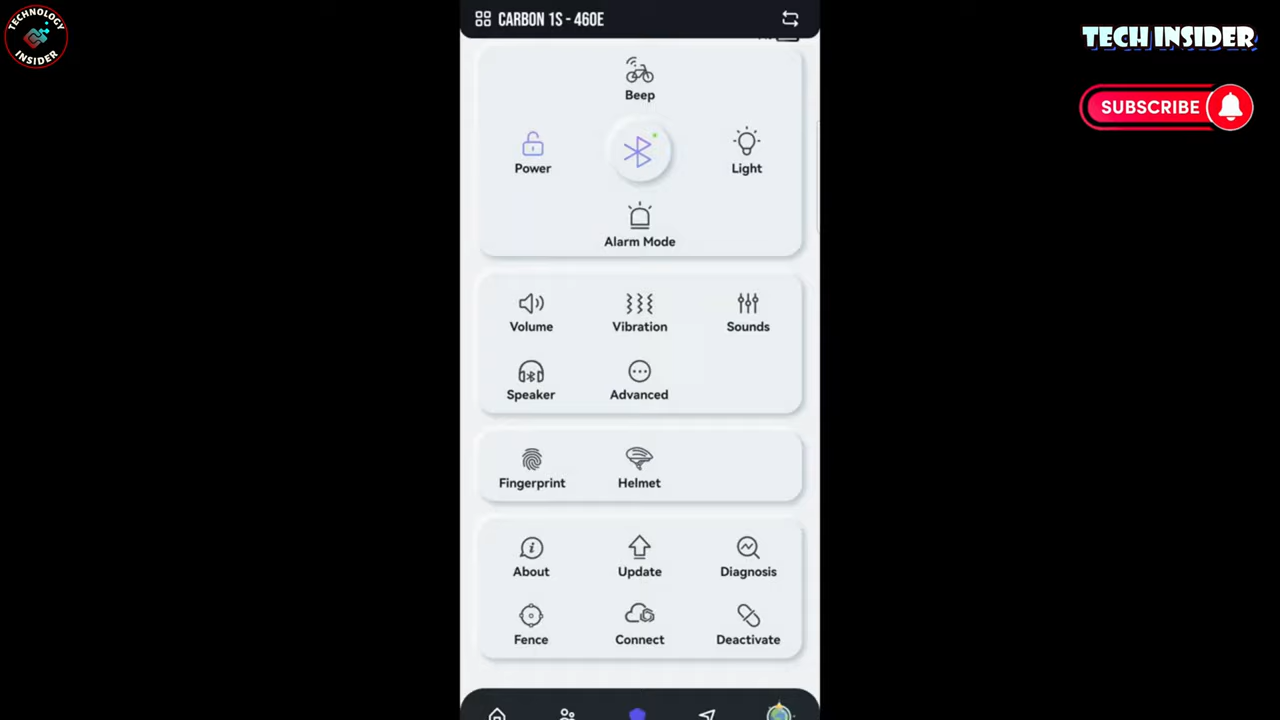 TECHNOLOGY
INSIDER
CARBON 1S - 460E
TECH INSIDER
SUBSCRIBE
Beep
Power
Light
Alarm Mode
Volume
Vibration
Sounds
Speaker
Advanced
Fingerprint
Helmet
About
Update
Diagnosis
Fence
Connect
Deactivate